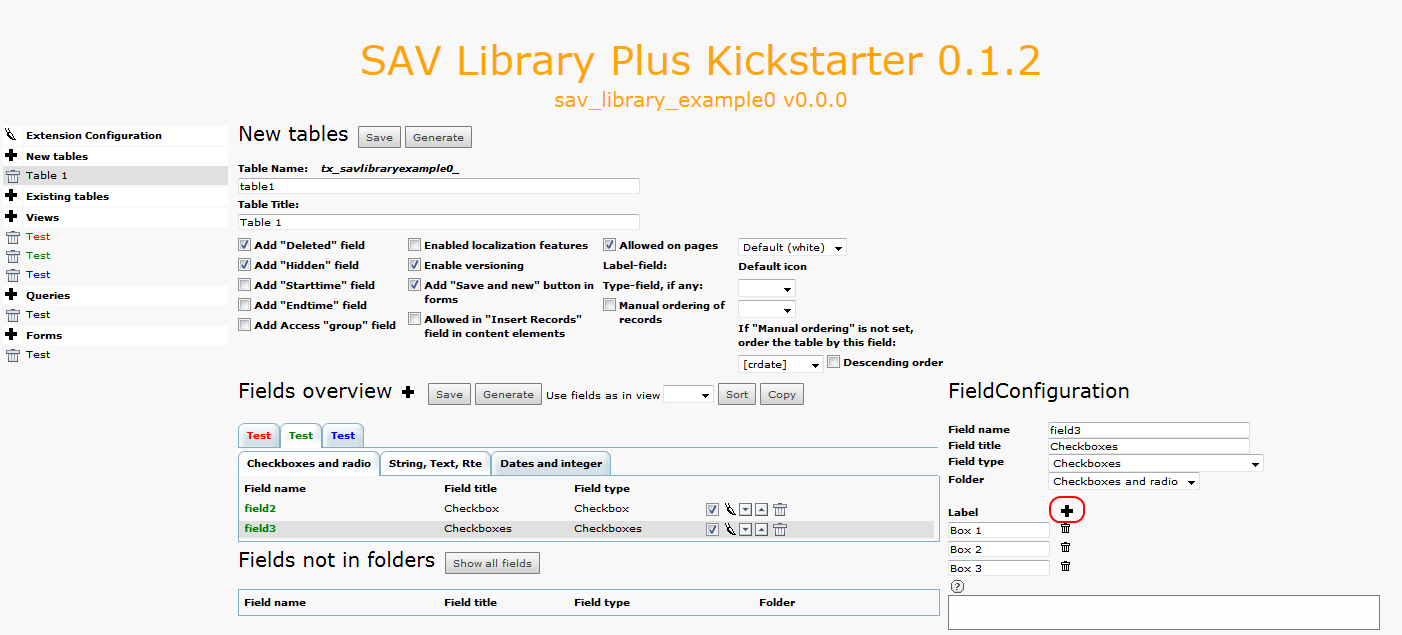 SAV Library Plus Kickstarter 0.1.2
sav_library_example0 v0.0.0
Extension Configuration
New tables
Table 1
Existing tables
Views
Test
Test
Test
Queries
Test
Forms
Test
New tables Save Generate
Table Name: tx_savlibraryexample0_
table1
Table Title:
Table 1
Add "Deleted" field
Add "Hidden" field
Add "Starttime" field
Add "Endtime" field
Add Access "group" field
Enabled localization features
Enable versioning
Add "Save and new" button in
forms
Allowed in "Insert Records"
field in content elements
Allowed on pages
Label-field:
Type-field, if any:
Manual ordering of
records
Default (white)
Default icon
If "Manual ordering" is not set,
order the table by this field:
[crdate] Descending order
Fields overview Save Generate Use fields as in view Sort Copy
Test Test Test
Checkboxes and radio String, Text, Rte Dates and integer
Field name Field title Field type
field2 Checkbox Checkbox
field3 Checkboxes Checkboxes
Fields not in folders Show all fields
Field name Field title Field type Folder
FieldConfiguration
Field name field3
Field title Checkboxes
Field type Checkboxes
Folder Checkboxes and radio
Label
Box 1
Box 2
Box 3
?